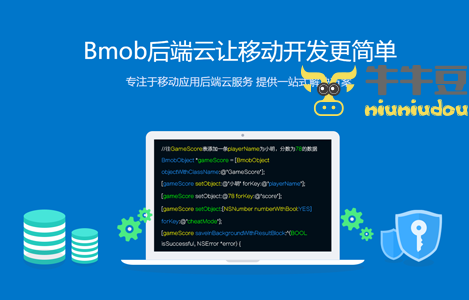 Bmob后端云让移动开发更简单
牛牛豆
niuniudou
专注于移动应用后端云服务 提供一站式
//往GameScore表添加一条playerName为小明，分数为78的数据
BmobObject *gameScore = [BmobObject
objectWithClassName:@"GameScore"];
[gameScore setObject:@"小明" forKey:@"playerName"];
[gameScore setObject:@78 forKey:@"score"];
[gameScore setObject:[NSNumber numberWithBool:YES]
forKey:@"cheatMode"];
[gameScore saveInBackgroundWithResultBlock:^(BOOL
isSuccessful, NSError *error) {